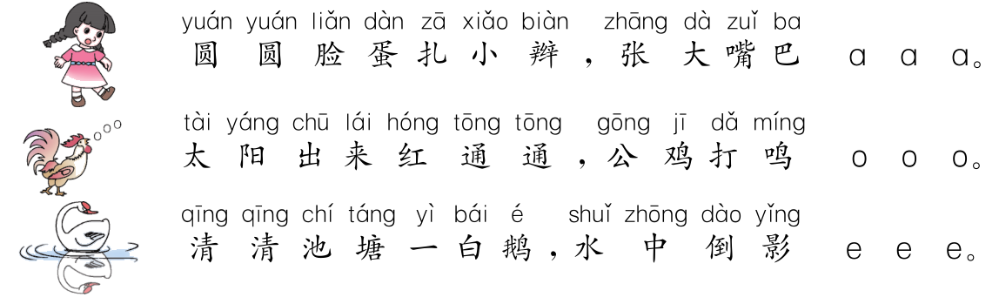 yuán yuán liǎn dàn zā xiǎo biàn zhāng dà zuǐ ba
圆圆脸蛋扎小辫，张大嘴巴 ɑ ɑ ɑ。
tài yáng chū lái hóng tōng tōng gōng jī dǎ míng
太阳出来红通通，公鸡打鸣 o o o。
qīng qīng chí táng yì bái é shuǐ zhōng dào yǐng
清清池塘一白鹅，水中倒影 e e e。